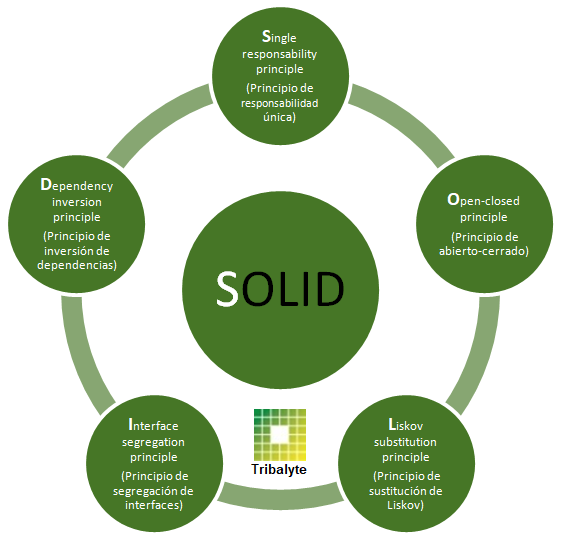 Single
responsability
principle
(Principio de
responsabilidad
única)
Open-closed
principle
(Principio de
abierto-cerrado)
Liskov
substitution
principle
(Principio de
sustitución de
Liskov)
Interface
segregation
principle
(Principio de
segregación de
interfaces)
Dependency
inversion
principle
(Principio de
inversión de
dependencias)
SOLID
Tribalyte